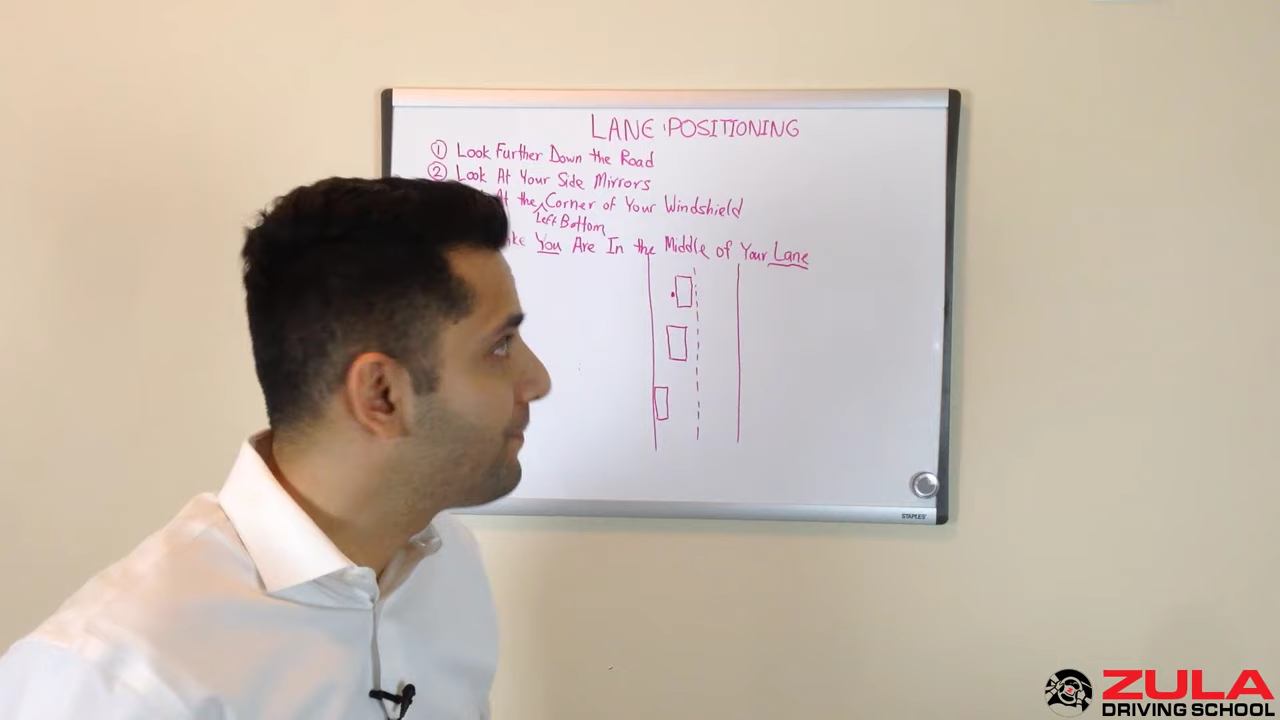 LANE POSITIONING
① Look Further Down the Road
② Look At Your Side Mirrors
At the ^ Corner of Your Windshield
Left Bottom
You Are In the Middle of Your Lane
STAPLES
ZULA
DRIVING SCHOOL